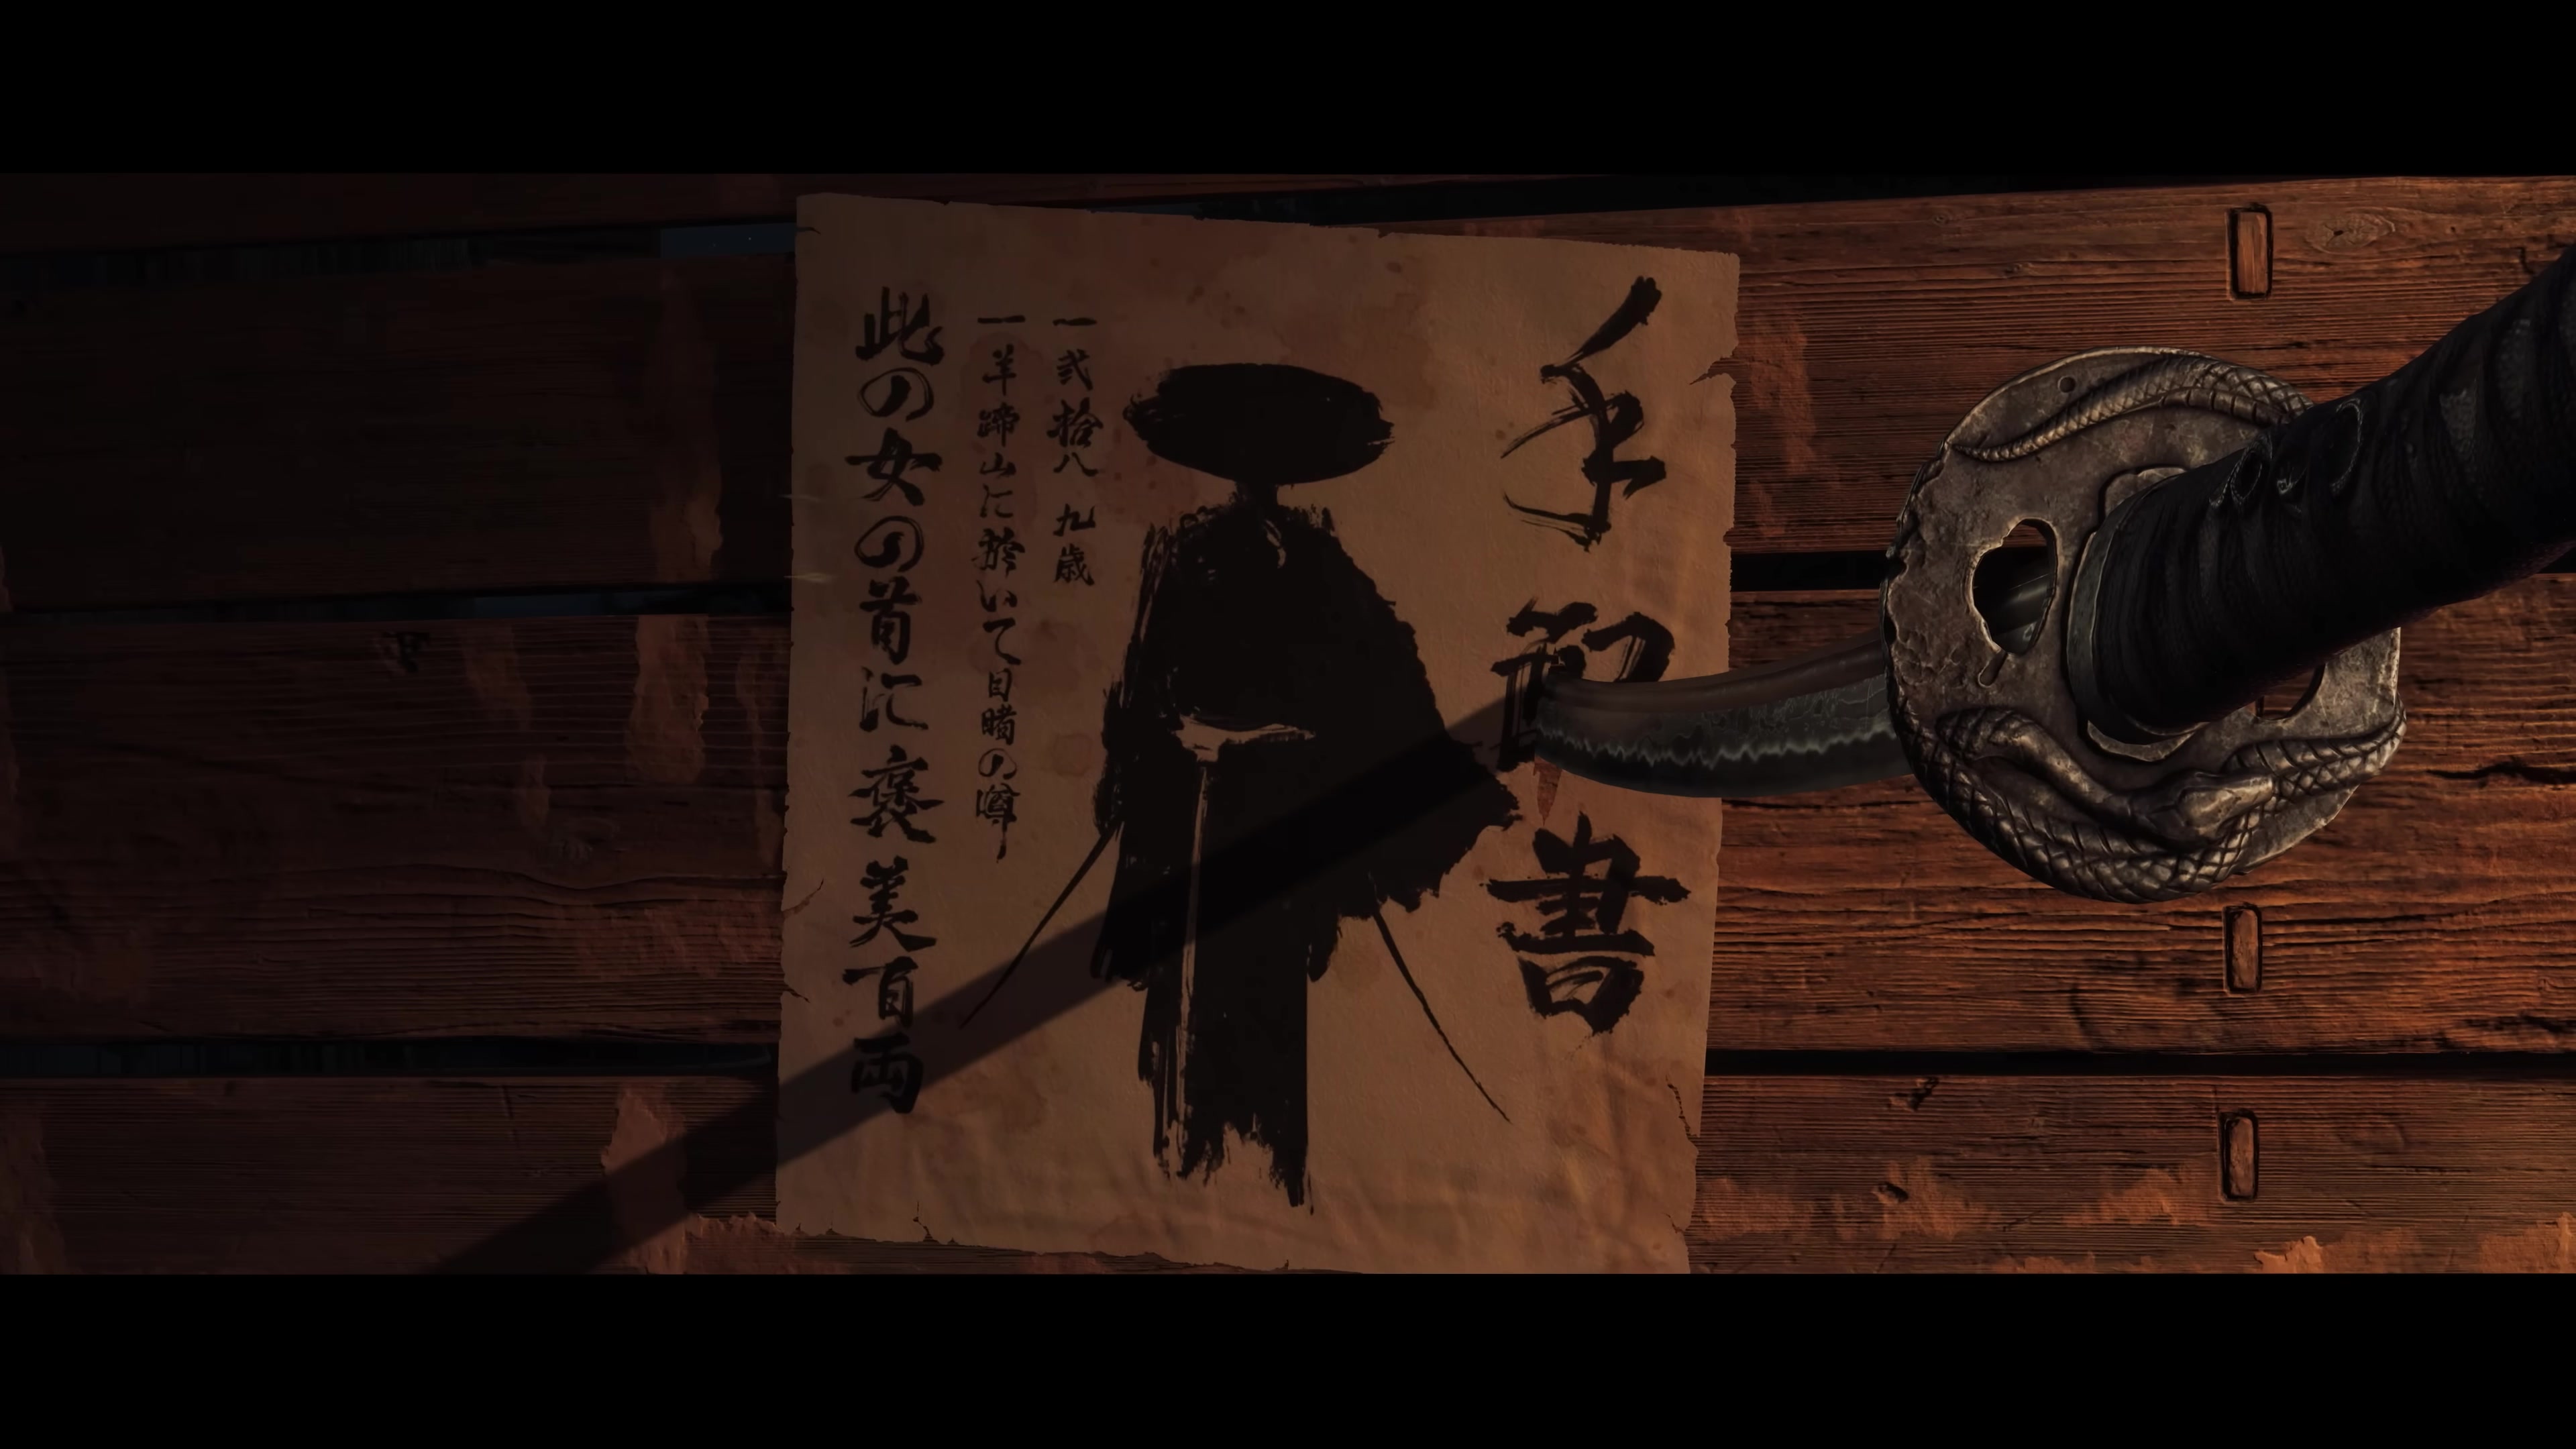 手配書
一弐拾八九歳
一羊蹄山に於いて目睹の噂
此の女の首に褒美百両